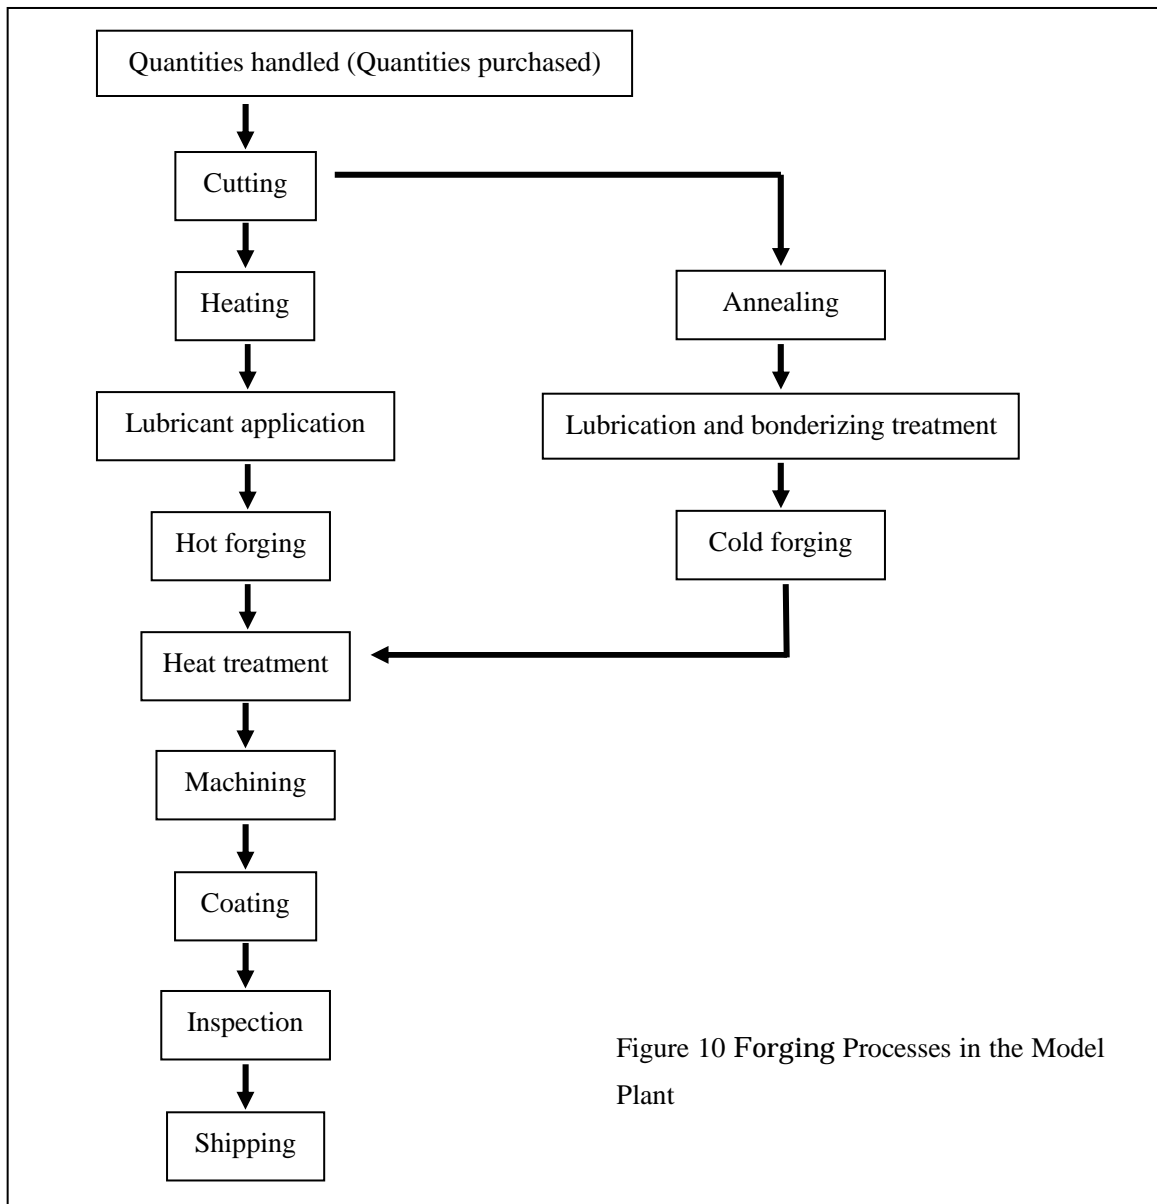 Quantities handled (Quantities purchased)
Cutting
Heating
Annealing
Lubricant application
Lubrication and bonderizing treatment
Hot forging
Cold forging
Heat treatment
Machining
Coating
Inspection
Shipping
Figure 10 Forging Processes in the Model
Plant